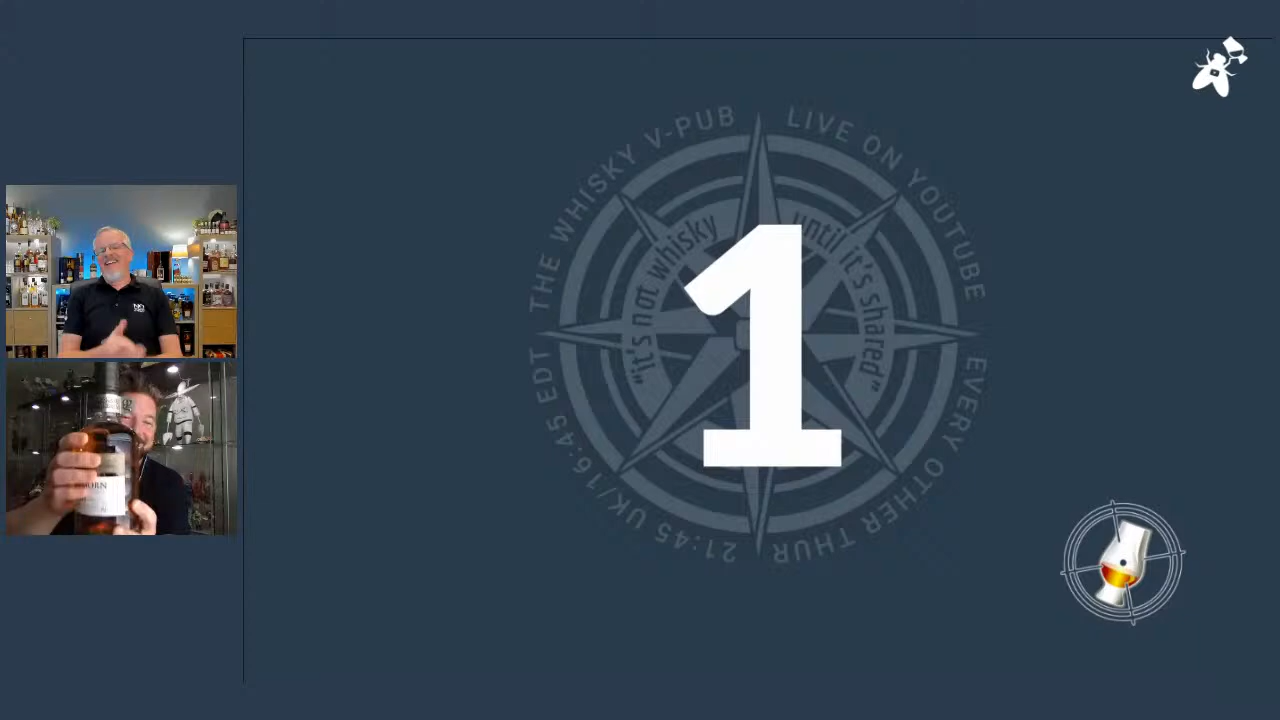 THE WHISKY V-PUB
LIVE ON YOUTUBE
EVERY OTHER THUR
21:45 UK/16:45 EDT
"it's not whisky
until it's shared"
1